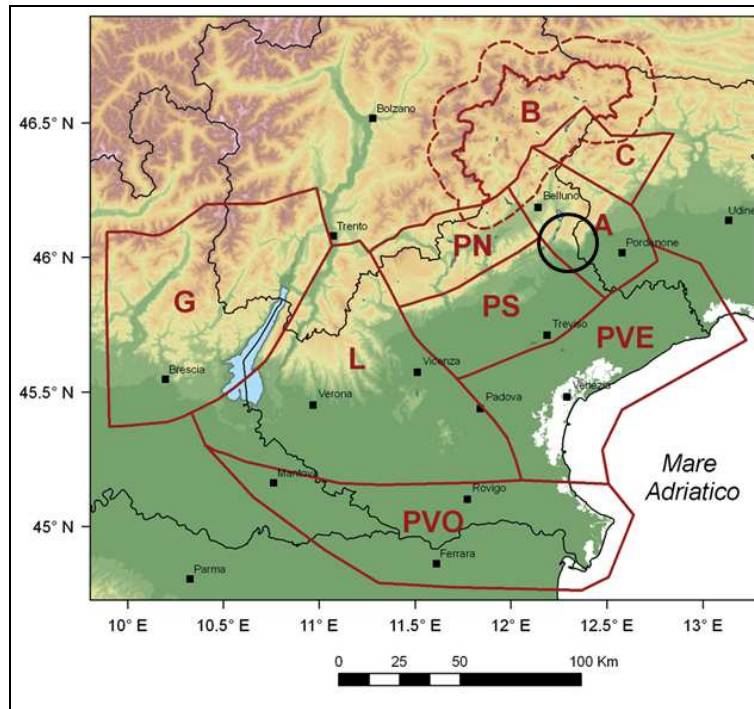 46.5° N
46° N
45.5° N
45° N
10° E
10.5° E
11° E
11.5° E
12° E
12.5° E
13° E
Bolzano
B
C
Belluno
Udine
Trento
A
PN
Pordenone
G
PS
Treviso
PVE
L
Brescia
Vicenza
Verona
Padova
Venezia
Mare
Adriatico
Mantova
Rovigo
PVO
Ferrara
Parma
0 25 50 100 Km